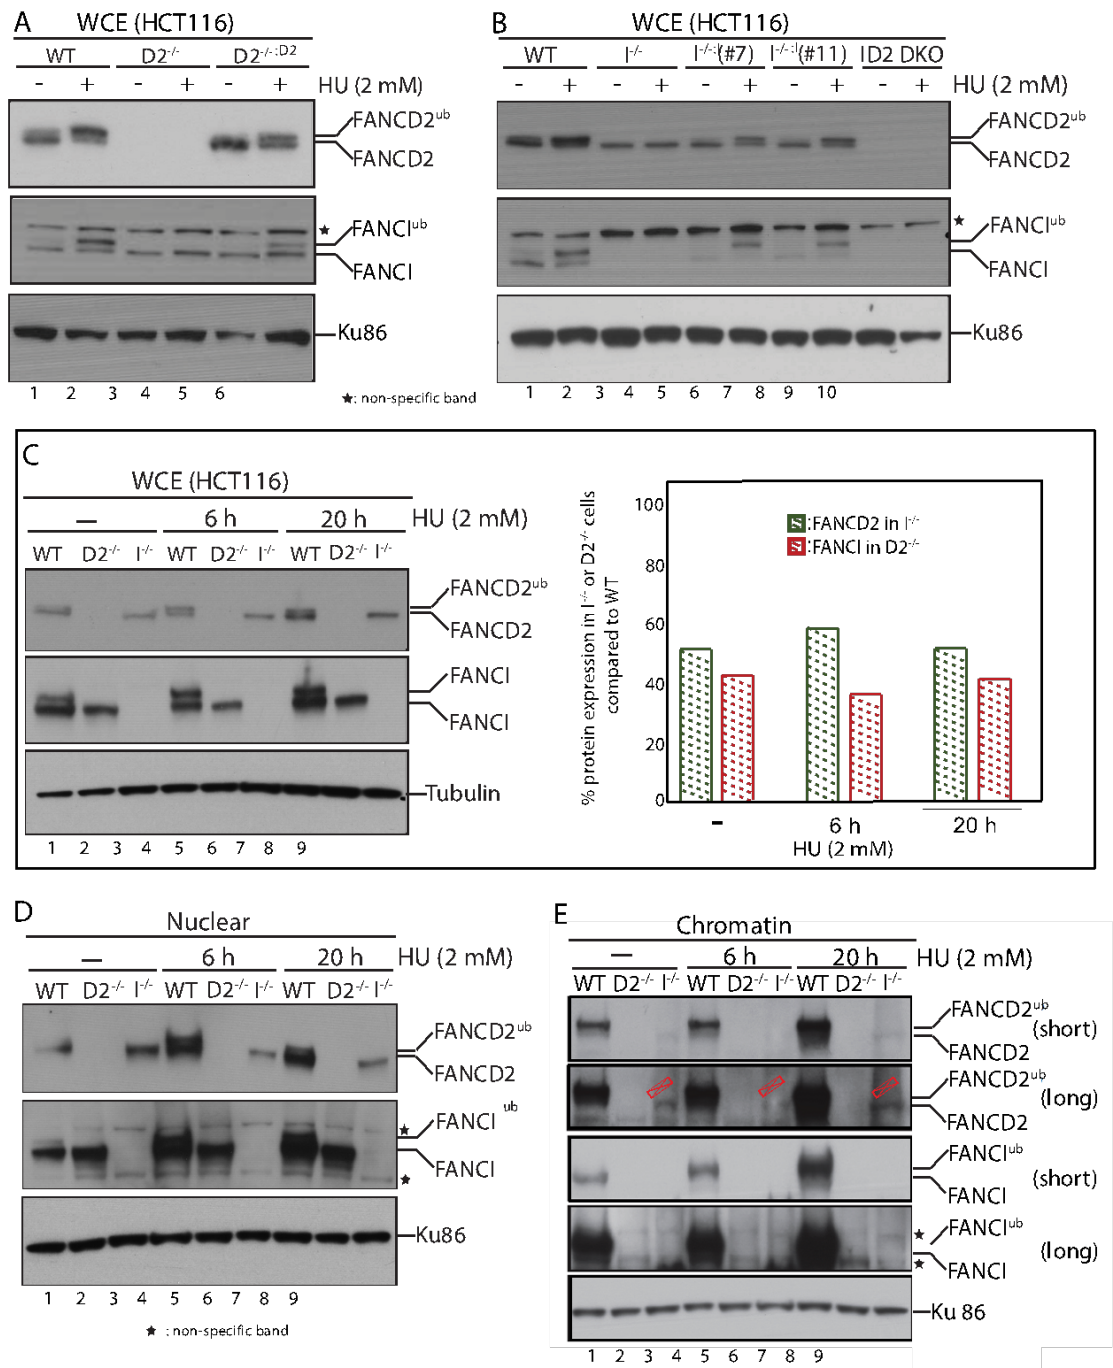 A
WCE (HCT116)
WT D2-/- D2-/-:D2
- + - + - + HU (2 mM)
FANCD2ub
FANCD2
★ FANCIub
FANCI
Ku86
1 2 3 4 5 6
★: non-specific band
B
WCE (HCT116)
WT I-/- I-/-:I(#7) I-/-:I(#11) ID2 DKO
- + - + - + - + - + HU (2 mM)
FANCD2ub
FANCD2
★ FANCIub
FANCI
Ku86
1 2 3 4 5 6 7 8 9 10
C
WCE (HCT116)
— 6 h 20 h HU (2 mM)
WT D2-/- I-/- WT D2-/- I-/- WT D2-/- I-/-
FANCD2ub
FANCD2
FANCI
FANCI
Tubulin
1 2 3 4 5 6 7 8 9
% protein expression in I-/- or D2-/- cells
compared to WT
100
80
60
40
20
0
S:FANCD2 in I-/-
S:FANCI in D2-/-
- 6 h 20 h
HU (2 mM)
D
Nuclear
— 6 h 20 h HU (2 mM)
WT D2-/- I-/- WT D2-/- I-/- WT D2-/- I-/-
FANCD2ub
FANCD2
★ FANCI ub
FANCI
★
Ku86
1 2 3 4 5 6 7 8 9
★ : non-specific band
E
Chromatin
— 6 h 20 h HU (2 mM)
WT D2-/- I-/- WT D2-/- I-/- WT D2-/- I-/-
FANCD2ub (short)
FANCD2
FANCD2ub (long)
FANCD2
FANCIub (short)
FANCI
★ FANCIub (long)
★ FANCI
Ku 86
1 2 3 4 5 6 7 8 9